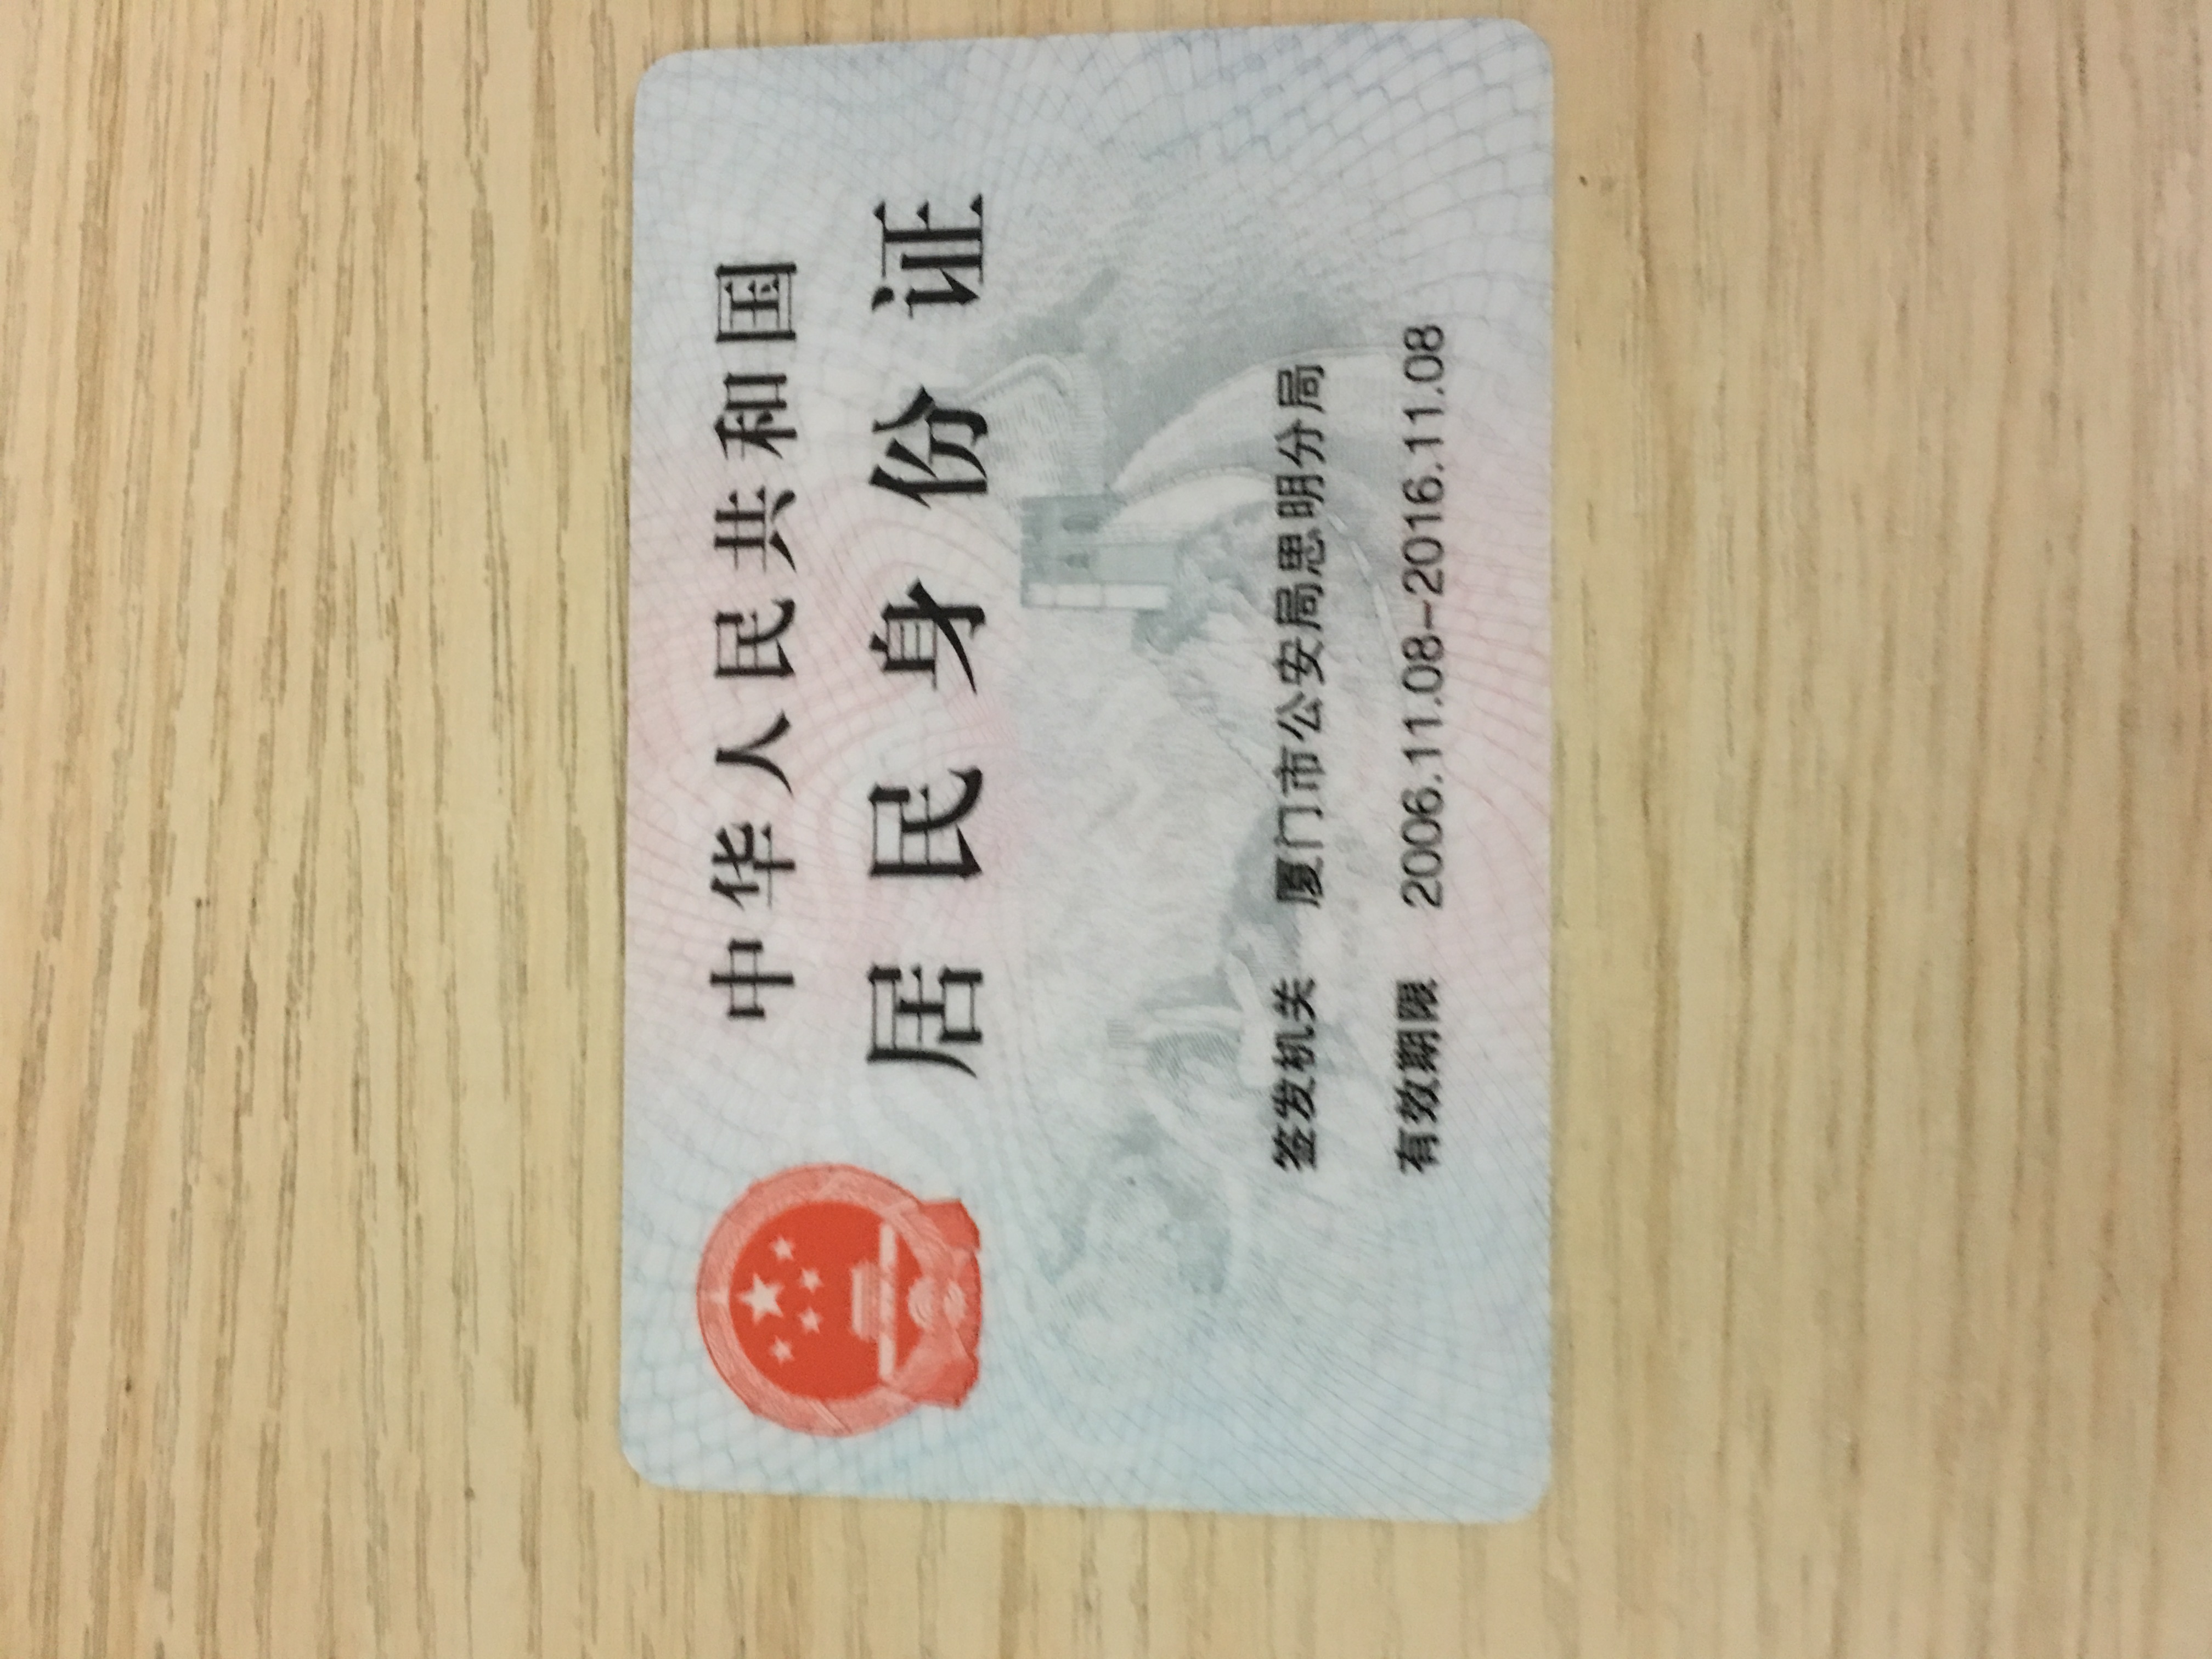 中华人民共和国
居民身份证
签发机关 厦门市公安局思明分局
有效期限 2006.11.08-2016.11.08